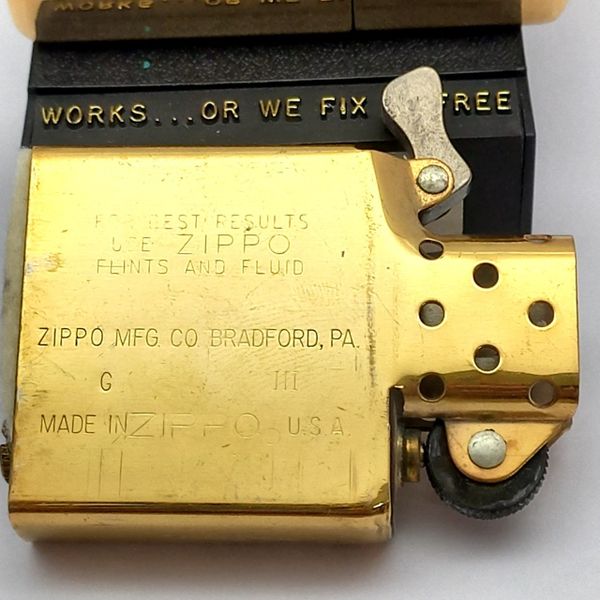 WORKS...OR WE FIX FREE
FOR BEST RESULTS
USE ZIPPO
FLINTS AND FLUID
ZIPPO MFG. CO. BRADFORD, PA.
G III
MADE IN ZIPPO U.S.A.